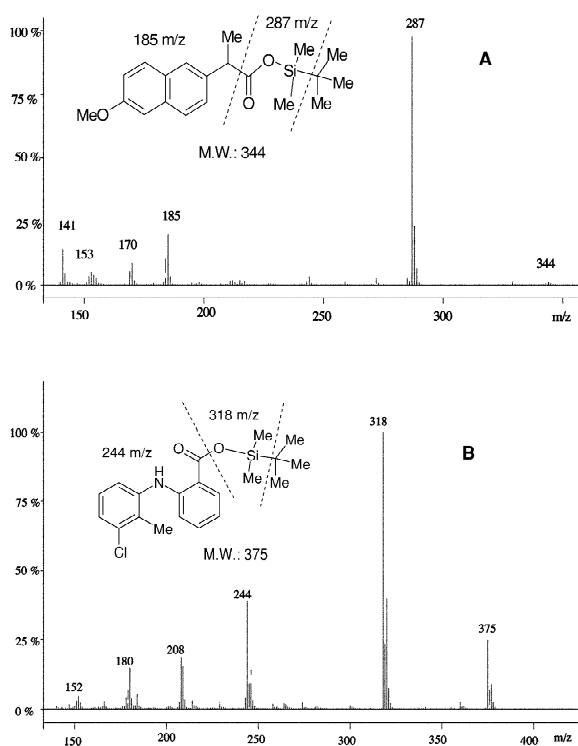 100 %
75 %
50 %
25 %
0 %
185 m/z
287 m/z
287
A
Me
O
Me
Si
Me
Me
O
Me
Me
MeO
M.W.: 344
141
153
170
185
344
150
200
250
300
m/z
100 %
75 %
50 %
25 %
0 %
318 m/z
318
B
244 m/z
O
O
Me
Me
Si
Me
Me
Me
H
N
Me
Cl
M.W.: 375
152
180
208
244
375
150
200
250
300
350
400
m/z